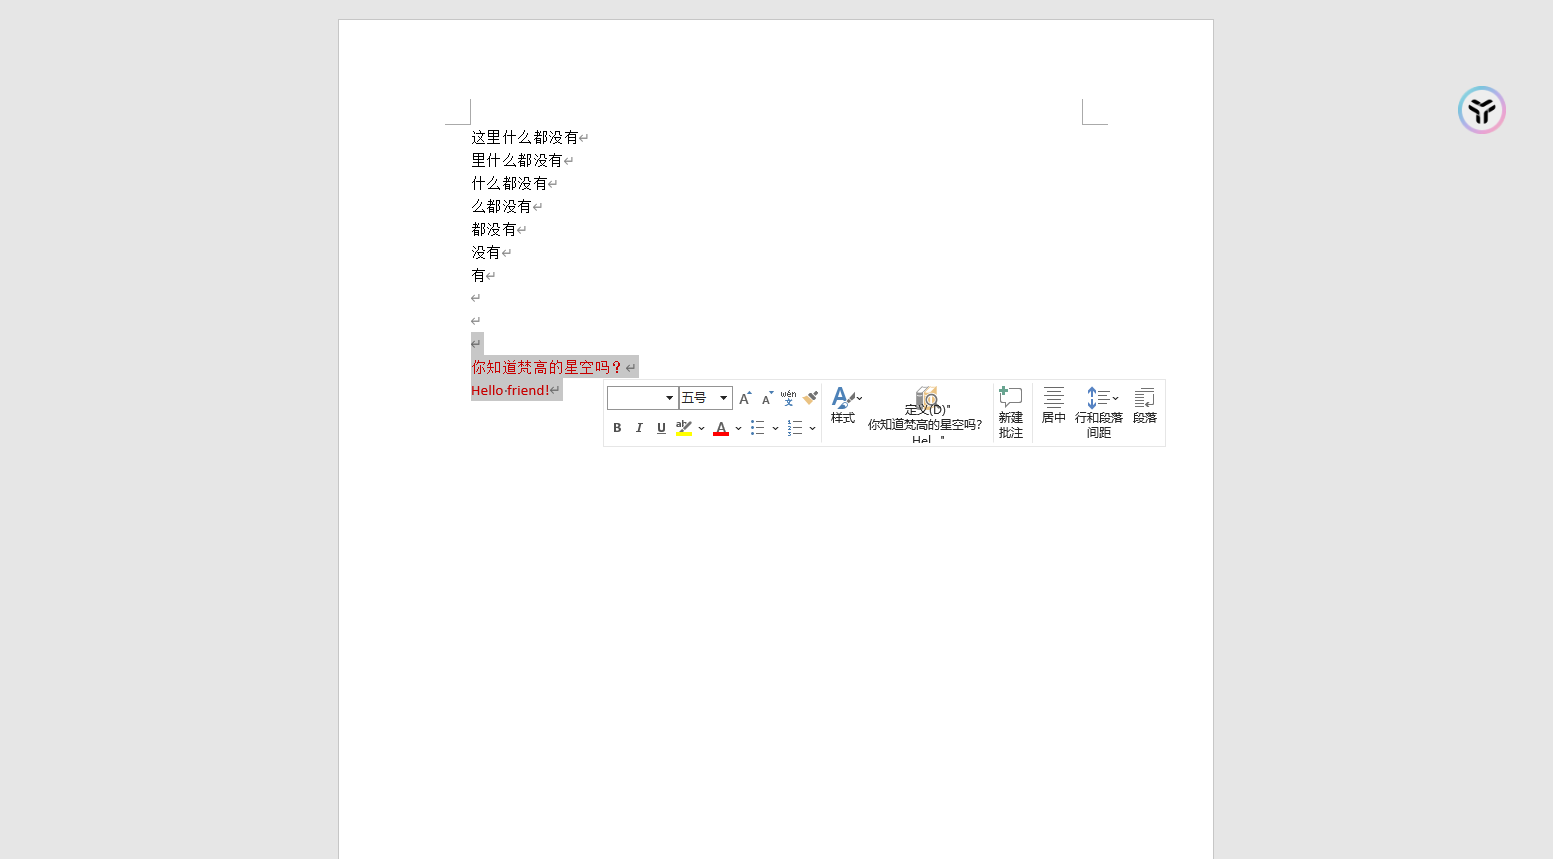 这里什么都没有
里什么都没有
什么都没有
么都没有
都没有
没有
有
你知道梵高的星空吗？
Hello friend!
五号 A A wén 文
B I U ab A
样式
定义(D)"
你知道梵高的星空吗?
Hel..."
新建
批注
居中
行和段落
间距
段落